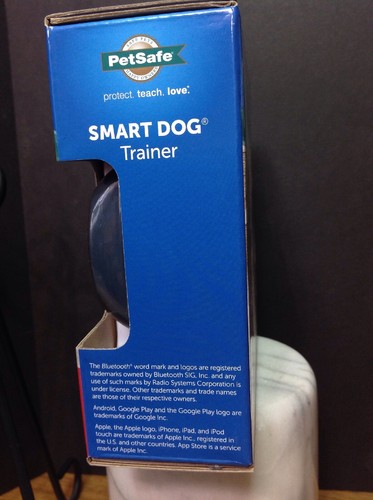 PetSafe®
protect. teach. love.™
SMART DOG®
Trainer
The Bluetooth® word mark and logos are registered
trademarks owned by Bluetooth SIG, Inc. and any
use of such marks by Radio Systems Corporation is
under license. Other trademarks and trade names
are those of their respective owners.
Android, Google Play and the Google Play logo are
trademarks of Google Inc.
Apple, the Apple logo, iPhone, iPad, and iPod
touch are trademarks of Apple Inc., registered in
the U.S. and other countries. App Store is a service
mark of Apple Inc.